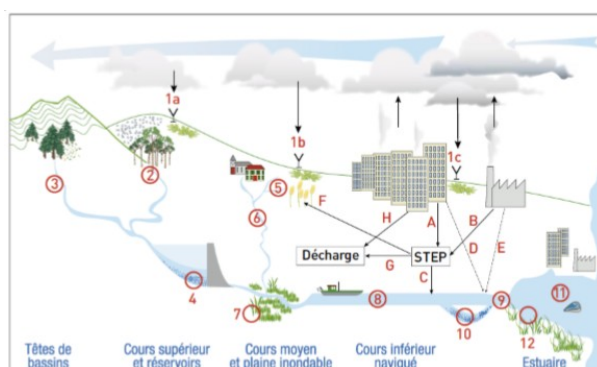 1a
1b
1c
3
2
5
F
6
H
A
B
D
E
Décharge
STEP
G
C
4
7
8
9
10
11
12
Têtes de
bassins
Cours supérieur
et réservoirs
Cours moyen
et plaine inondable
Cours inférieur
navigué
Estuaire